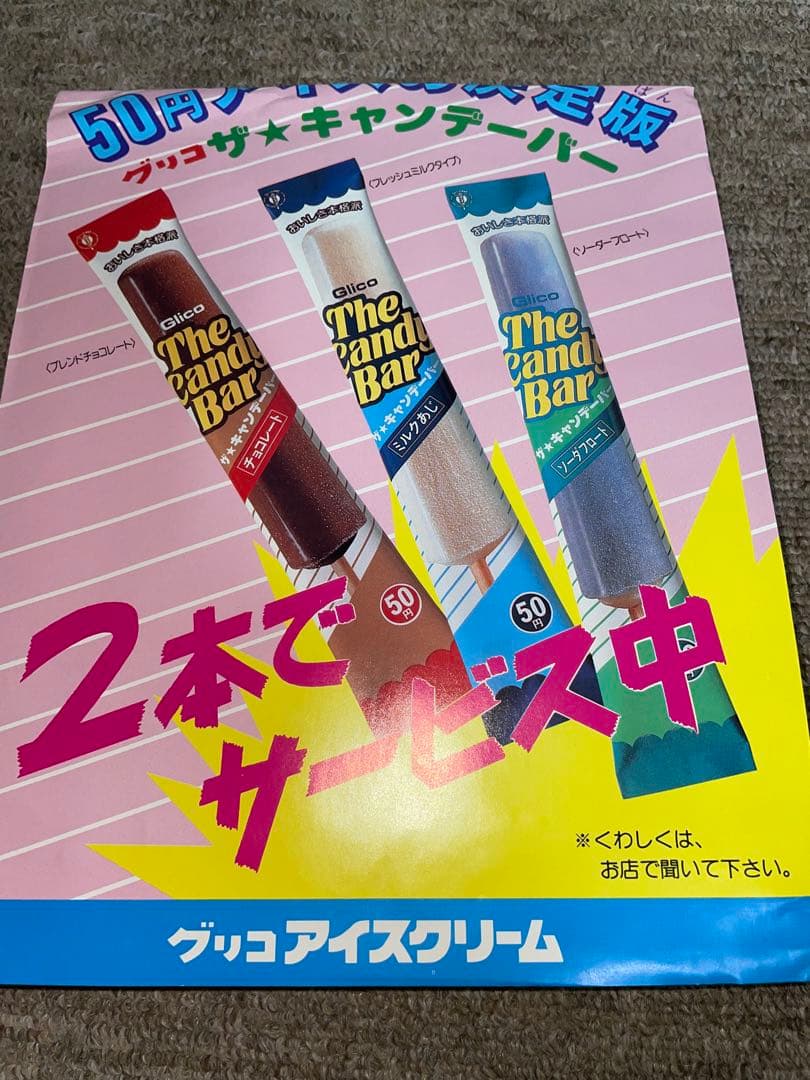 50円アイスの決定版
ばん
グリコザ★キャンデーバー
〈フレッシュミルクタイプ〉
〈ソーダーフロート〉
〈ブレンドチョコレート〉
おいしさ本格派
Glico
The
Candy
Bar
ザ★キャンデーバー
チョコレート
50円
おいしさ本格派
Glico
The
Candy
Bar
ザ★キャンデーバー
ミルクあじ
50円
おいしさ本格派
Glico
The
Candy
Bar
ザ★キャンデーバー
ソーダフロート
2本で
サービス中
※くわしくは、
お店で聞いて下さい。
グリコアイスクリーム